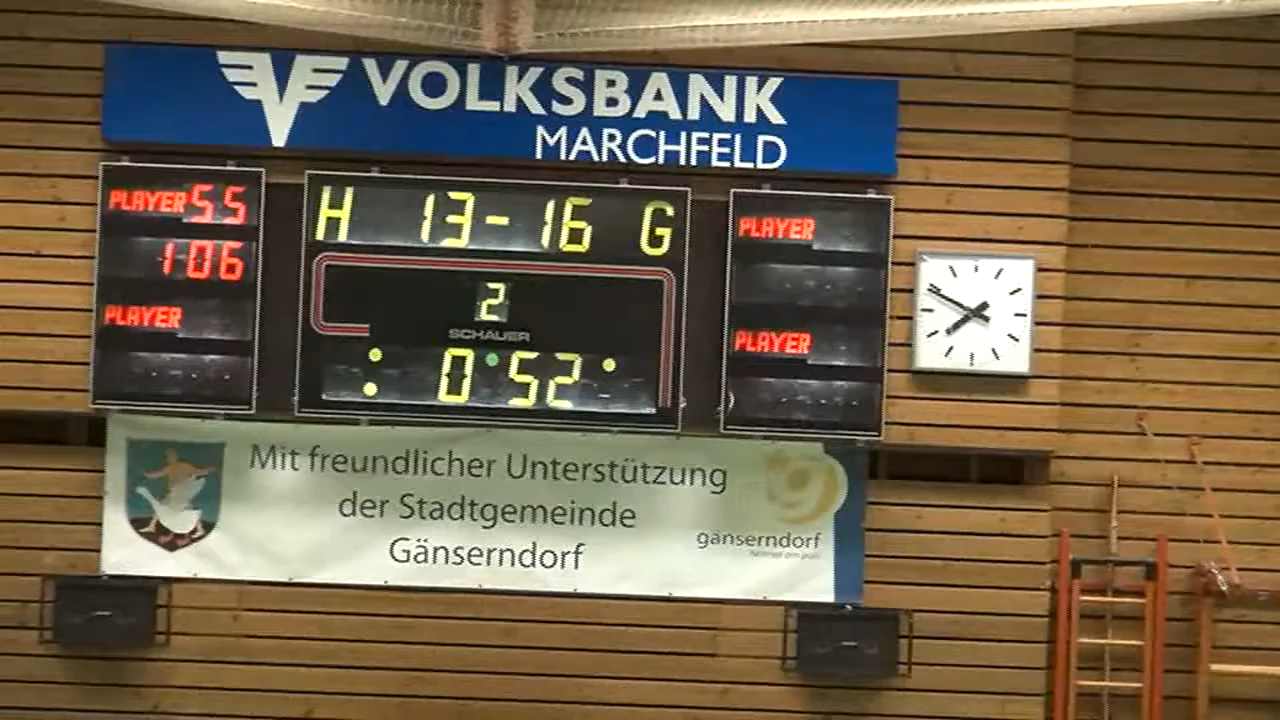 VOLKSBANK
MARCHFELD
PLAYER 55
106
PLAYER
H 13-16 G
2
SCHAUER
0 52
PLAYER
PLAYER
Mit freundlicher Unterstützung
der Stadtgemeinde
Gänserndorf
gänserndorf